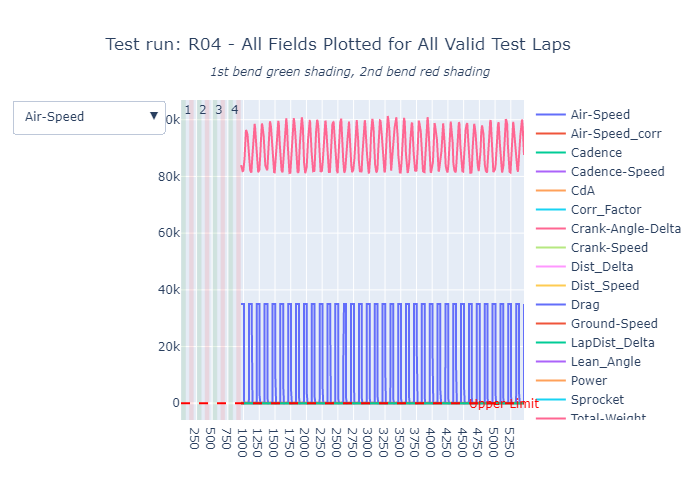 Test run: R04 - All Fields Plotted for All Valid Test Laps
1st bend green shading, 2nd bend red shading
Air-Speed ▼
1 2 3 4
0k
80k
60k
40k
20k
0
Upper Limit
250 500 750 1000 1250 1500 1750 2000 2250 2500 2750 3000 3250 3500 3750 4000 4250 4500 4750 5000 5250
Air-Speed
Air-Speed_corr
Cadence
Cadence-Speed
CdA
Corr_Factor
Crank-Angle-Delta
Crank-Speed
Dist_Delta
Dist_Speed
Drag
Ground-Speed
LapDist_Delta
Lean_Angle
Power
Sprocket
Total-Weight